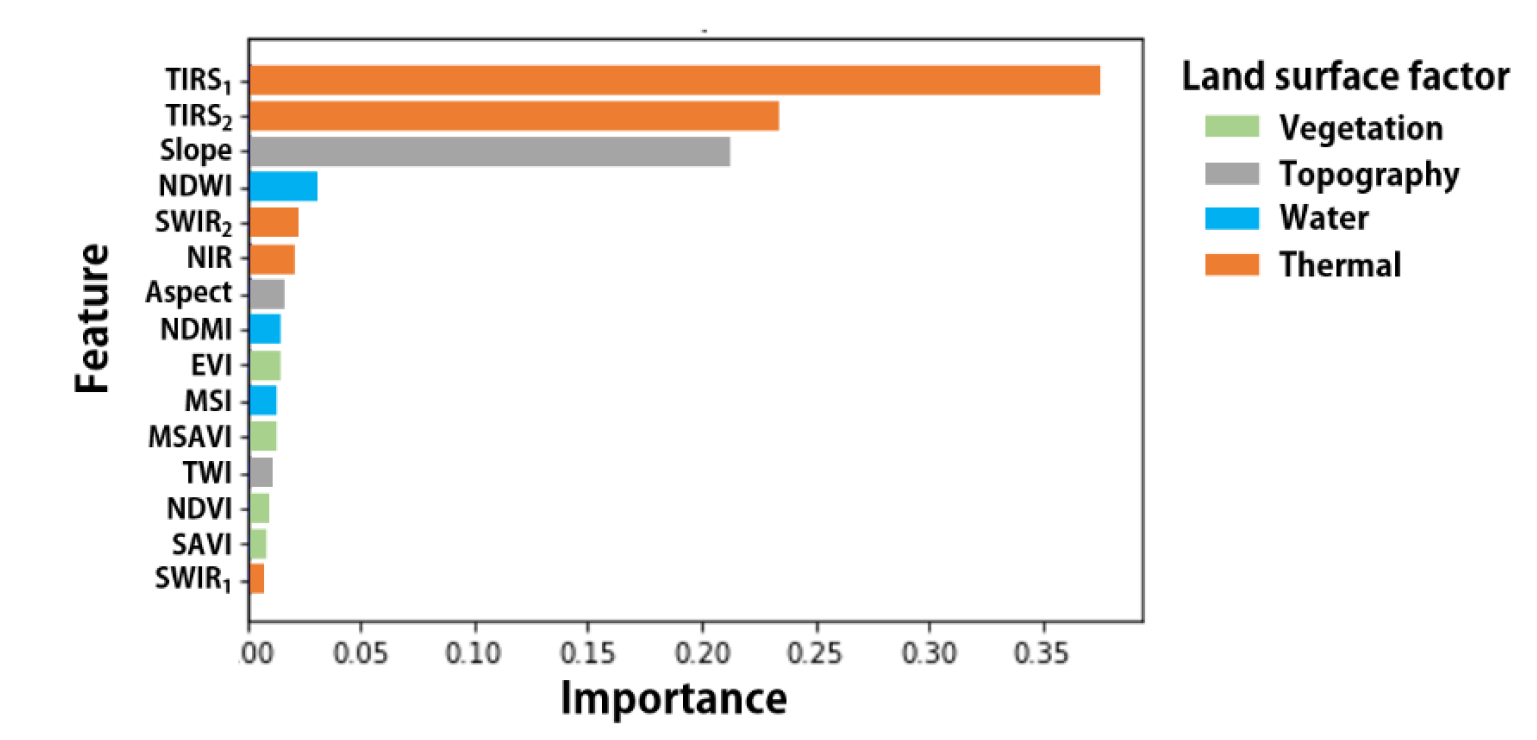 TIRS₁
TIRS₂
Slope
NDWI
SWIR₂
NIR
Aspect
NDMI
EVI
MSI
MSAVI
TWI
NDVI
SAVI
SWIR₁
Feature
.00 0.05 0.10 0.15 0.20 0.25 0.30 0.35
Importance
Land surface factor
Vegetation
Topography
Water
Thermal